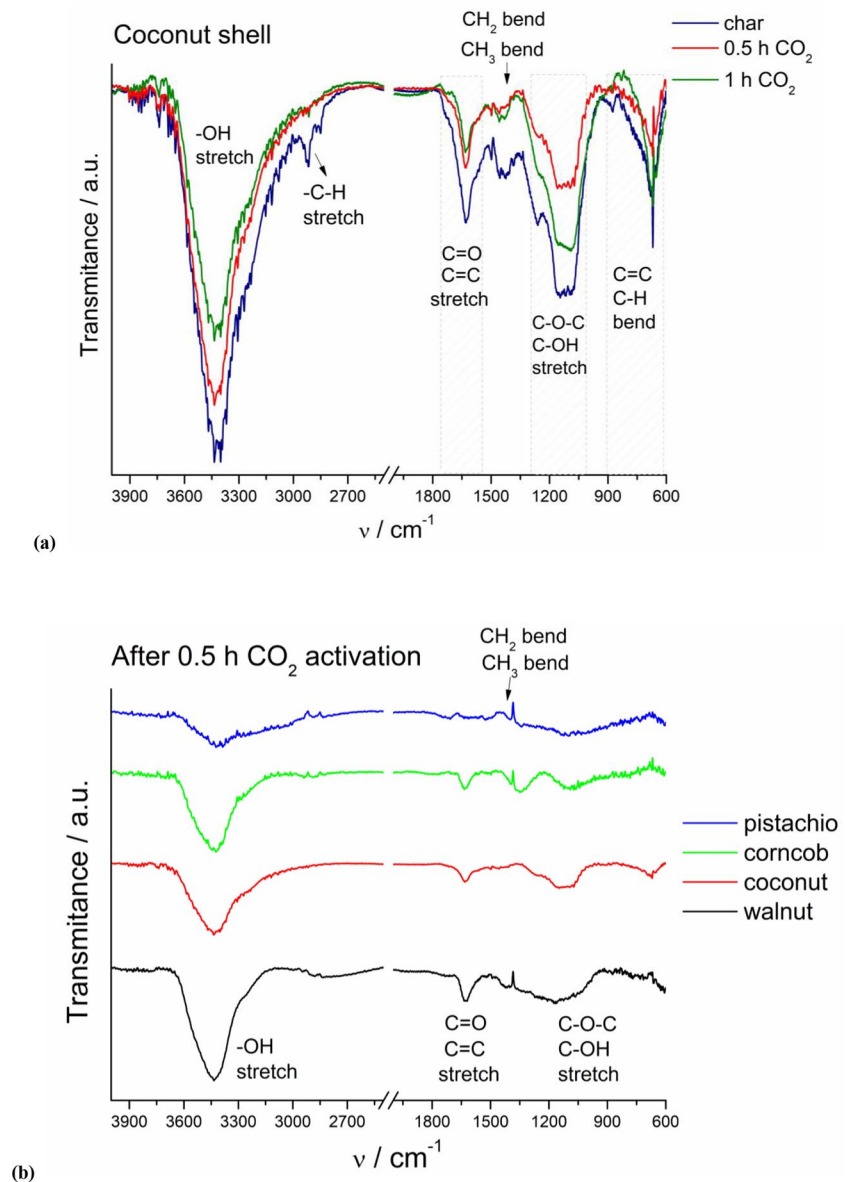 Coconut shell
CH2 bend
CH3 bend
char
0.5 h CO2
1 h CO2
-OH
stretch
-C-H
stretch
C=O
C=C
stretch
C-O-C
C-OH
stretch
C=C
C-H
bend
Transmitance / a.u.
3900 3600 3300 3000 2700 1800 1500 1200 900 600
ν / cm-1
(a)
After 0.5 h CO2 activation
CH2 bend
CH3 bend
pistachio
corncob
coconut
walnut
-OH
stretch
C=O
C=C
stretch
C-O-C
C-OH
stretch
Transmitance / a.u.
3900 3600 3300 3000 2700 1800 1500 1200 900 600
ν / cm-1
(b)